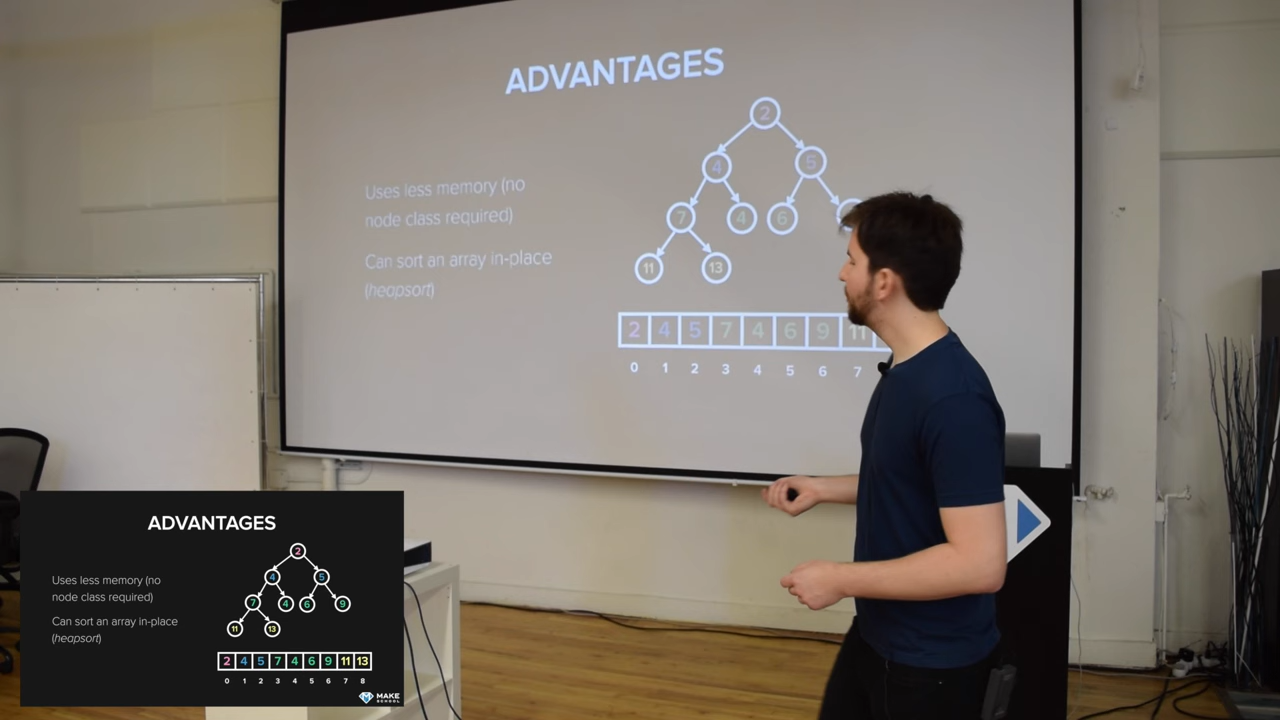 ADVANTAGES
2
4 5
Uses less memory (no
node class required)
7 4 6
Can sort an array in-place
(heapsort)
11 13
2 4 5 7 4 6 9 11
0 1 2 3 4 5 6 7
ADVANTAGES
2
4 5
Uses less memory (no
node class required)
7 4 6 9
Can sort an array in-place
(heapsort)
11 13
2 4 5 7 4 6 9 11 13
0 1 2 3 4 5 6 7 8
MAKE
SCHOOL